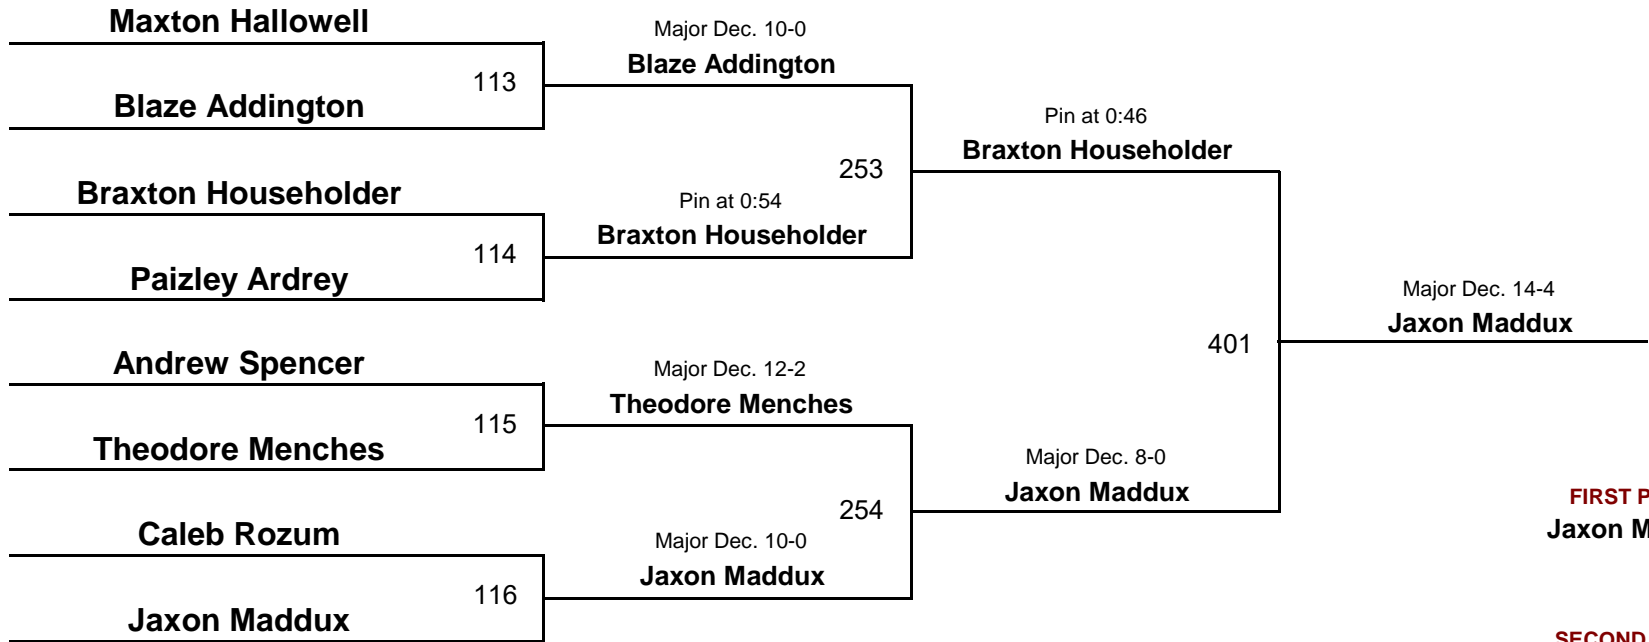 Maxton Hallowell
Major Dec. 10-0
Blaze Addington
113
Blaze Addington
Pin at 0:46
Braxton Householder
253
Braxton Householder
Pin at 0:54
Braxton Householder
114
Paizley Ardrey
Major Dec. 14-4
Jaxon Maddux
401
Andrew Spencer
Major Dec. 12-2
Theodore Menches
115
Theodore Menches
Major Dec. 8-0
Jaxon Maddux
FIRST P
Jaxon M
254
Caleb Rozum
Major Dec. 10-0
Jaxon Maddux
116
Jaxon Maddux
SECOND